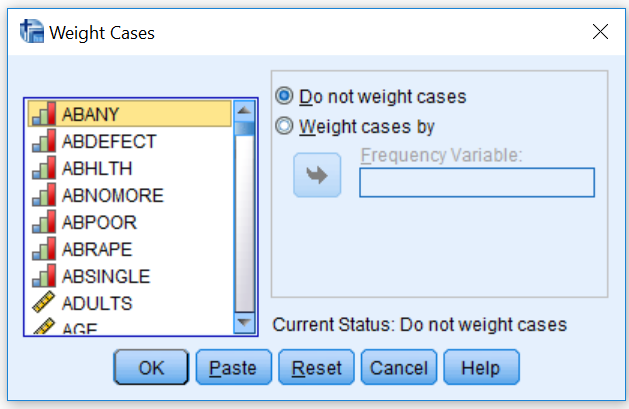 Weight Cases
ABANY
ABDEFECT
ABHLTH
ABNOMORE
ABPOOR
ABRAPE
ABSINGLE
ADULTS
AGE
Do not weight cases
Weight cases by
Frequency Variable:
Current Status: Do not weight cases
OK Paste Reset Cancel Help